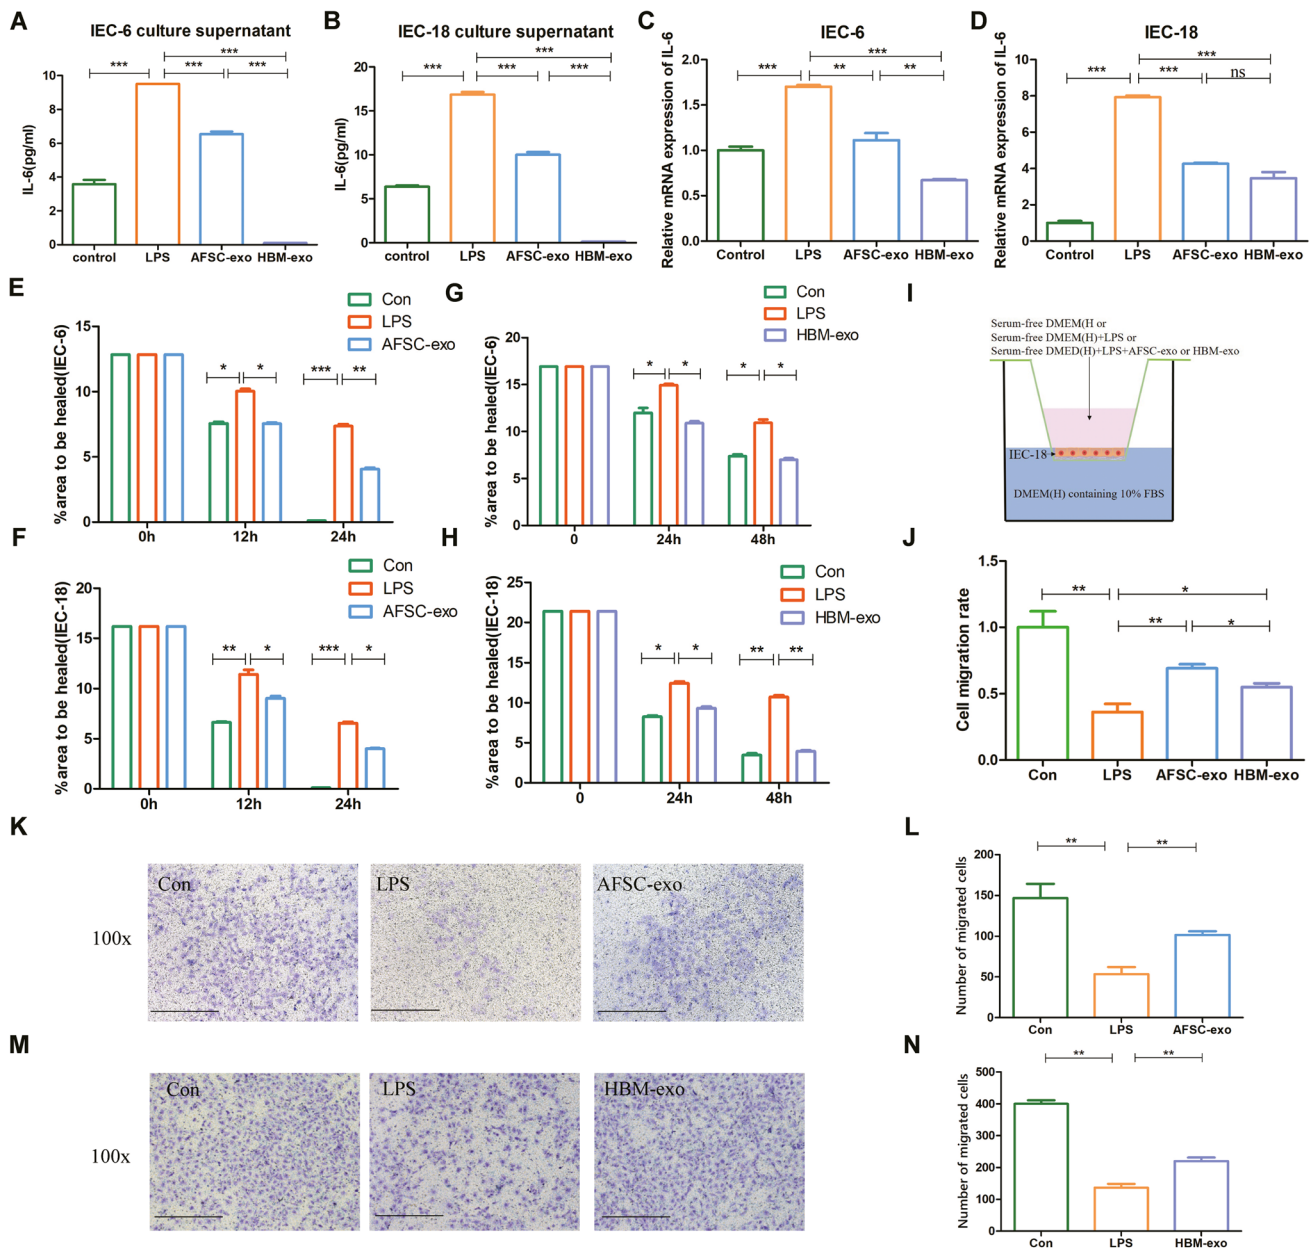 A
IEC-6 culture supernatant
***
***
***
***
IL-6(pg/ml)
10
8
6
4
2
0
control LPS AFSC-exo HBM-exo
B
IEC-18 culture supernatant
***
***
***
***
IL-6(pg/ml)
20
15
10
5
0
control LPS AFSC-exo HBM-exo
C
IEC-6
***
***
**
**
Relative mRNA expression of IL-6
2.0
1.5
1.0
0.5
0.0
Control LPS AFSC-exo HBM-exo
D
IEC-18
***
***
***
ns
Relative mRNA expression of IL-6
10
8
6
4
2
0
Control LPS AFSC-exo HBM-exo
E
Con
LPS
AFSC-exo
%area to be healed(IEC-6)
15
10
5
0
* * *** **
0h 12h 24h
G
Con
LPS
HBM-exo
%area to be healed(IEC-6)
20
15
10
5
0
* * * *
0 24h 48h
I
Serum-free DMEM(H or
Serum-free DMEM(H)+LPS or
Serum-free DMED(H)+LPS+AFSC-exo or HBM-exo
IEC-18
DMEM(H) containing 10% FBS
F
Con
LPS
AFSC-exo
%area to be healed(IEC-18)
20
15
10
5
0
** * *** *
0h 12h 24h
H
Con
LPS
HBM-exo
%area to be healed(IEC-18)
25
20
15
10
5
0
* * ** **
0 24h 48h
J
Cell migration rate
1.5
1.0
0.5
0.0
** *
** *
Con LPS AFSC-exo HBM-exo
K
100x
Con
LPS
AFSC-exo
L
Number of migrated cells
200
150
100
50
0
** **
Con LPS AFSC-exo
M
100x
Con
LPS
HBM-exo
N
Number of migrated cells
500
400
300
200
100
0
** **
Con LPS HBM-exo